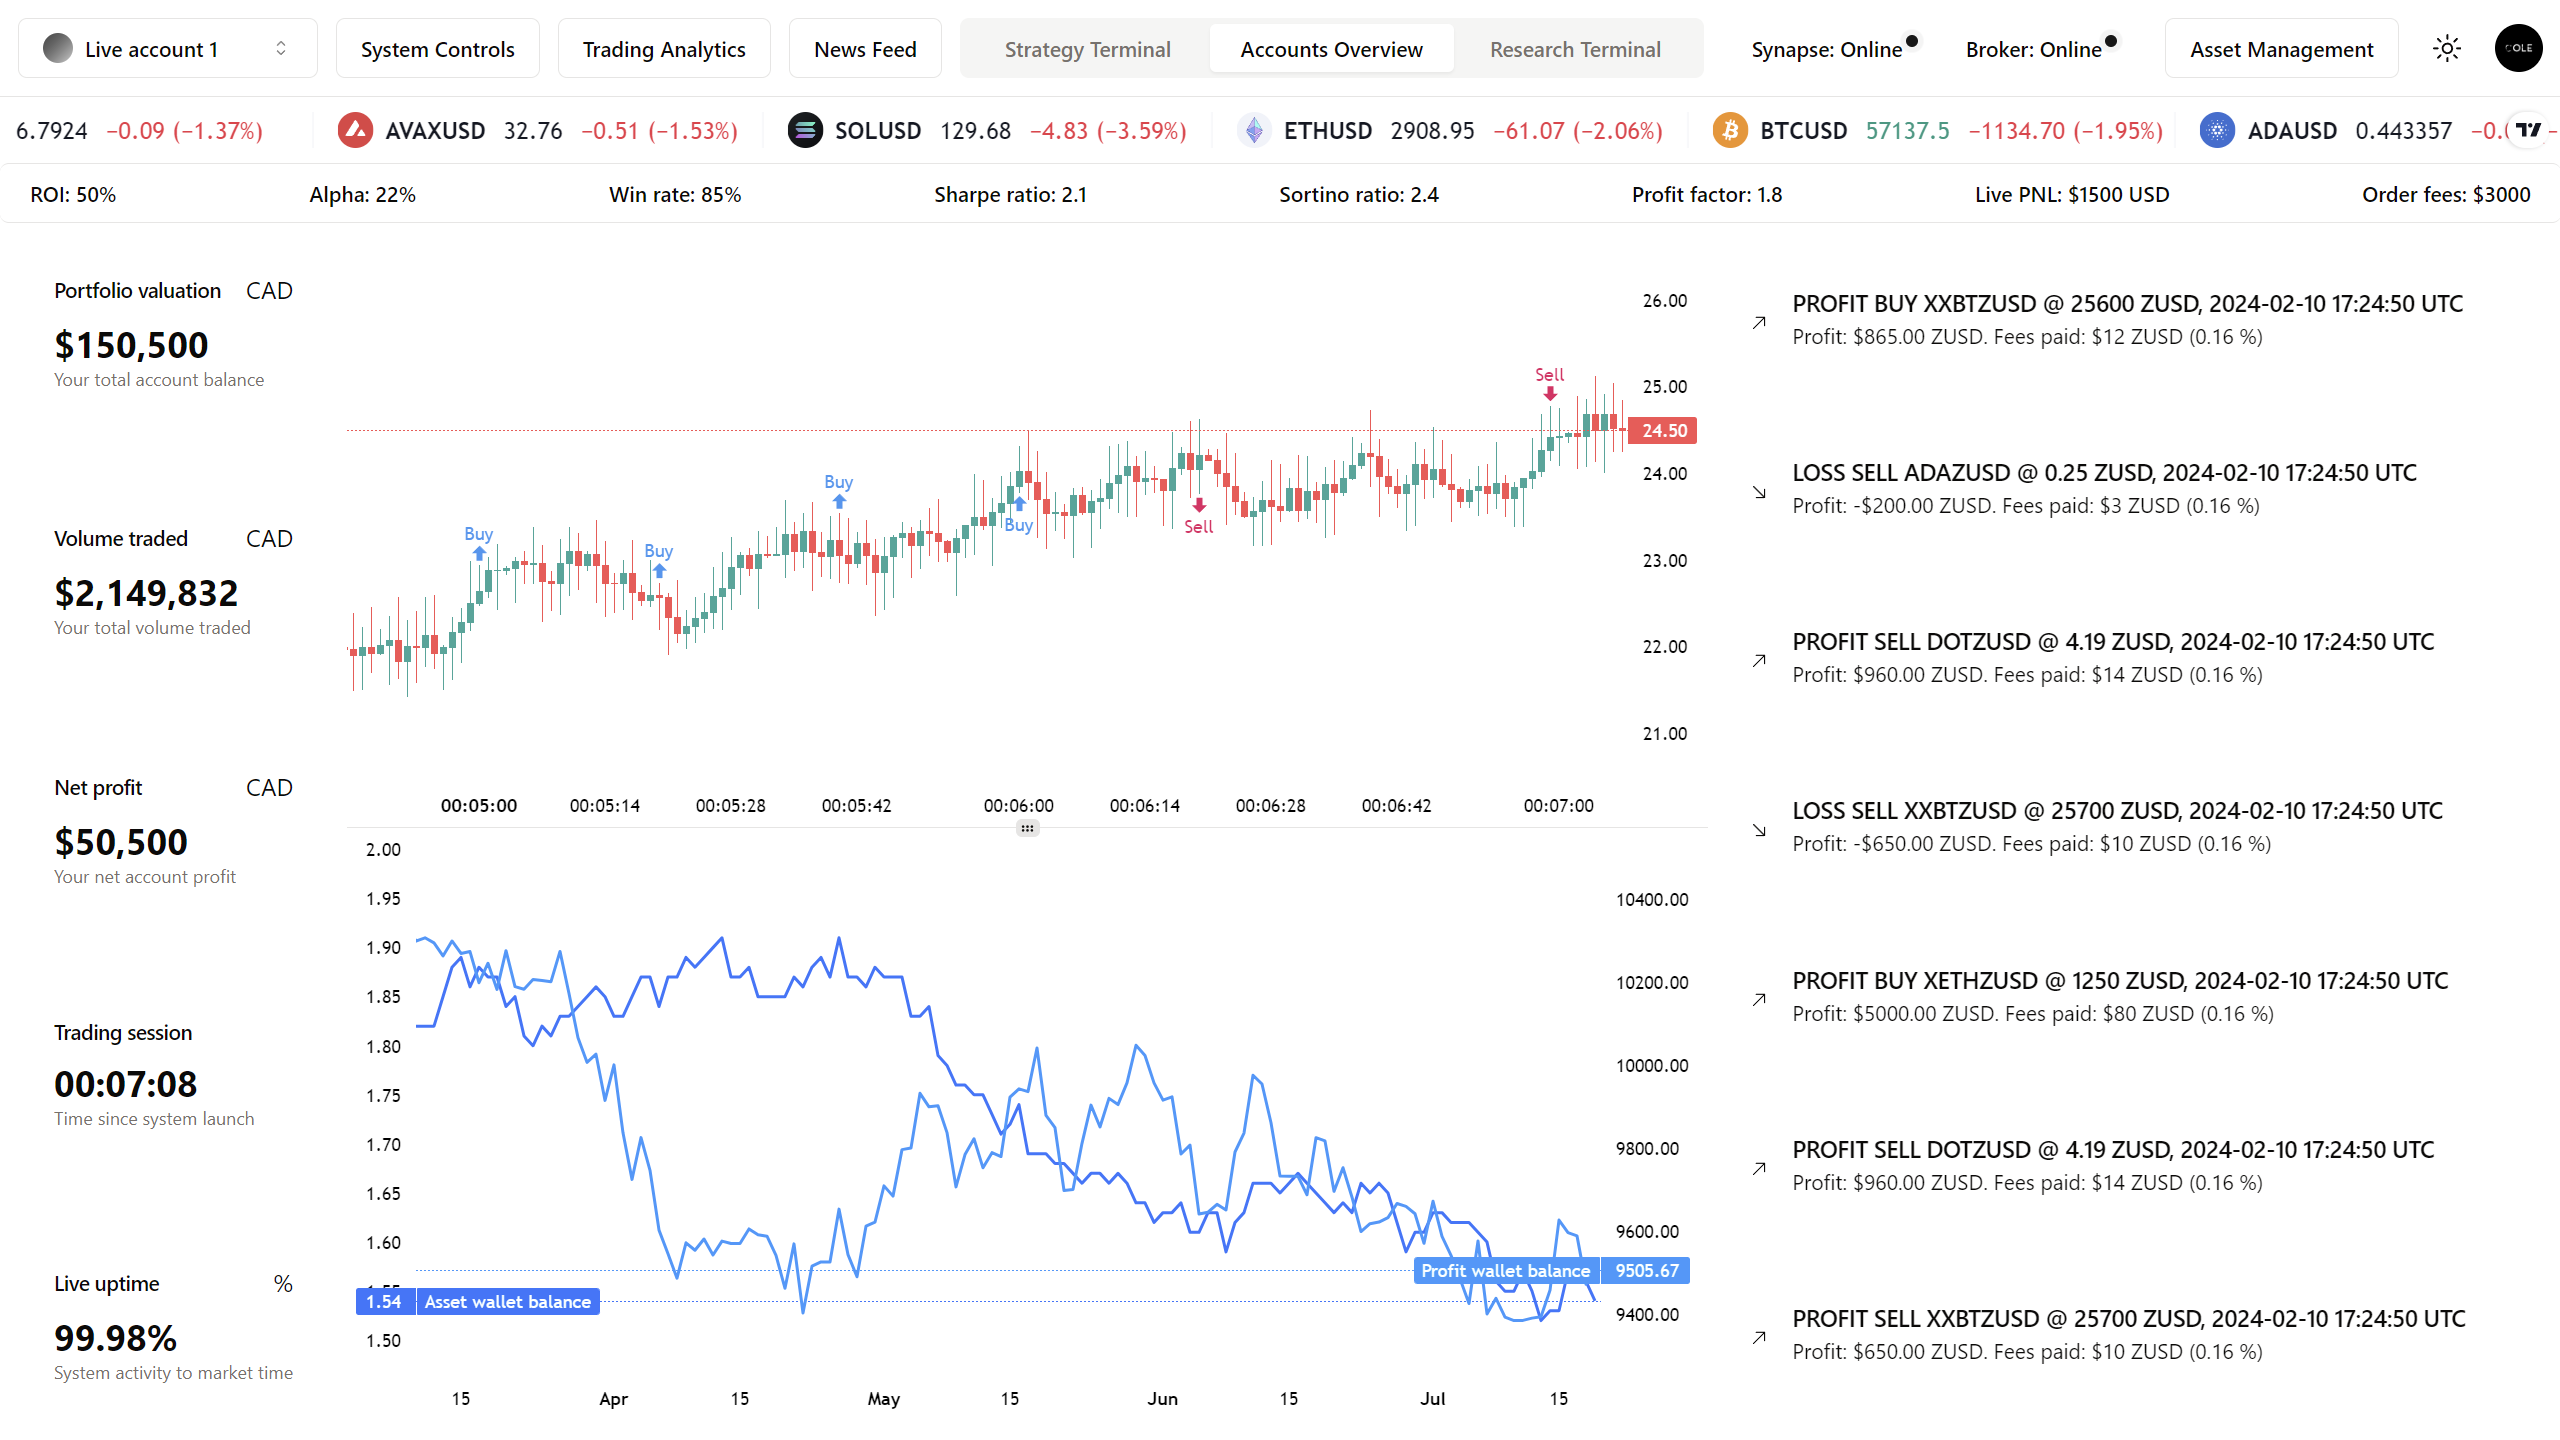 Live account 1
System Controls
Trading Analytics
News Feed
Strategy Terminal
Accounts Overview
Research Terminal
Synapse: Online
Broker: Online
Asset Management
COLE
6.7924 −0.09 (−1.37%)
AVAXUSD 32.76 −0.51 (−1.53%)
SOLUSD 129.68 −4.83 (−3.59%)
ETHUSD 2908.95 −61.07 (−2.06%)
BTCUSD 57137.5 −1134.70 (−1.95%)
ADAUSD 0.443357
ROI: 50%
Alpha: 22%
Win rate: 85%
Sharpe ratio: 2.1
Sortino ratio: 2.4
Profit factor: 1.8
Live PNL: $1500 USD
Order fees: $3000
Portfolio valuation CAD
$150,500
Your total account balance
Volume traded CAD
$2,149,832
Your total volume traded
Net profit CAD
$50,500
Your net account profit
Trading session
00:07:08
Time since system launch
Live uptime %
99.98%
System activity to market time
Buy
Buy
Buy
Buy
Sell
Sell
26.00
25.00
24.50
24.00
23.00
22.00
21.00
00:05:00 00:05:14 00:05:28 00:05:42 00:06:00 00:06:14 00:06:28 00:06:42 00:07:00
2.00
1.95
1.90
1.85
1.80
1.75
1.70
1.65
1.60
1.54 Asset wallet balance
1.50
10400.00
10200.00
10000.00
9800.00
9600.00
Profit wallet balance 9505.67
9400.00
15 Apr 15 May 15 Jun 15 Jul 15
PROFIT BUY XXBTZUSD @ 25600 ZUSD, 2024-02-10 17:24:50 UTC
Profit: $865.00 ZUSD. Fees paid: $12 ZUSD (0.16 %)
LOSS SELL ADAZUSD @ 0.25 ZUSD, 2024-02-10 17:24:50 UTC
Profit: -$200.00 ZUSD. Fees paid: $3 ZUSD (0.16 %)
PROFIT SELL DOTZUSD @ 4.19 ZUSD, 2024-02-10 17:24:50 UTC
Profit: $960.00 ZUSD. Fees paid: $14 ZUSD (0.16 %)
LOSS SELL XXBTZUSD @ 25700 ZUSD, 2024-02-10 17:24:50 UTC
Profit: -$650.00 ZUSD. Fees paid: $10 ZUSD (0.16 %)
PROFIT BUY XETHZUSD @ 1250 ZUSD, 2024-02-10 17:24:50 UTC
Profit: $5000.00 ZUSD. Fees paid: $80 ZUSD (0.16 %)
PROFIT SELL DOTZUSD @ 4.19 ZUSD, 2024-02-10 17:24:50 UTC
Profit: $960.00 ZUSD. Fees paid: $14 ZUSD (0.16 %)
PROFIT SELL XXBTZUSD @ 25700 ZUSD, 2024-02-10 17:24:50 UTC
Profit: $650.00 ZUSD. Fees paid: $10 ZUSD (0.16 %)